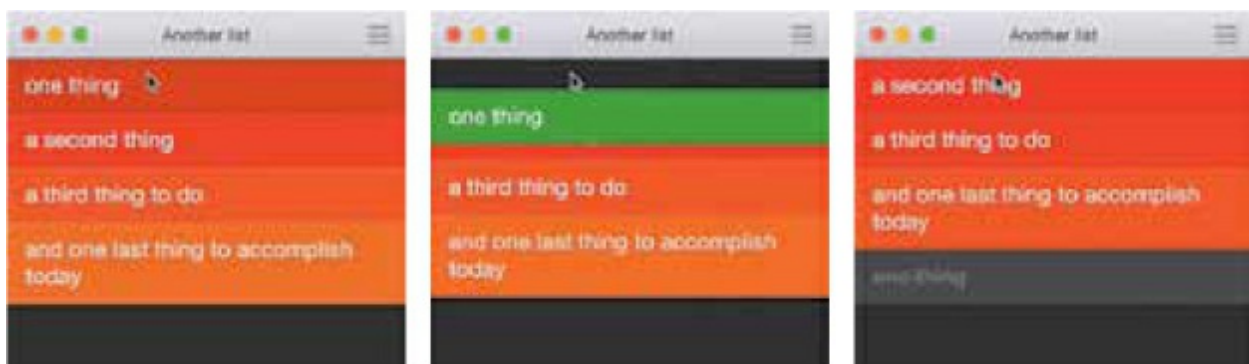 Another list
one thing
a second thing
a third thing to do
and one last thing to accomplish
today
Another list
one thing
a third thing to do
and one last thing to accomplish
today
Another list
a second thing
a third thing to do
and one last thing to accomplish
today
one thing